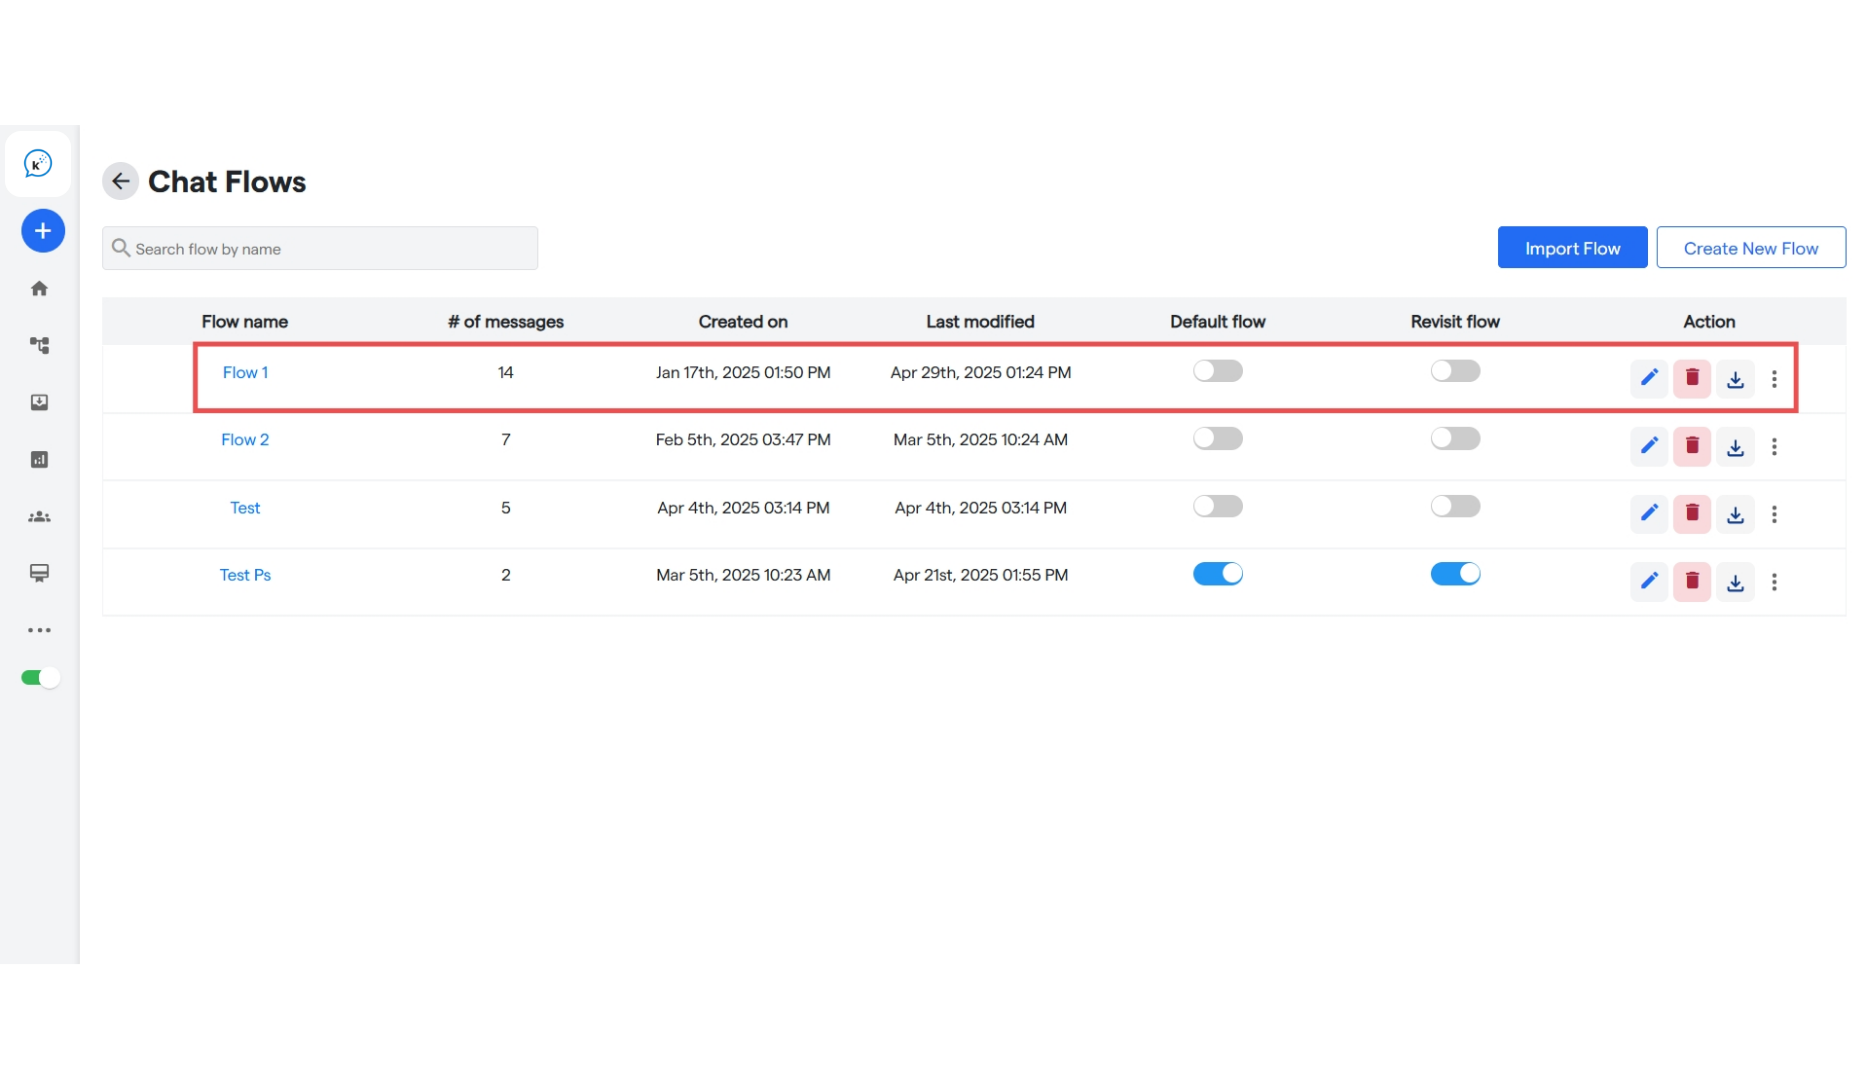 k
Chat Flows
Search flow by name
Import Flow
Create New Flow
Flow name # of messages Created on Last modified Default flow Revisit flow Action
Flow 1 14 Jan 17th, 2025 01:50 PM Apr 29th, 2025 01:24 PM
Flow 2 7 Feb 5th, 2025 03:47 PM Mar 5th, 2025 10:24 AM
Test 5 Apr 4th, 2025 03:14 PM Apr 4th, 2025 03:14 PM
Test Ps 2 Mar 5th, 2025 10:23 AM Apr 21st, 2025 01:55 PM